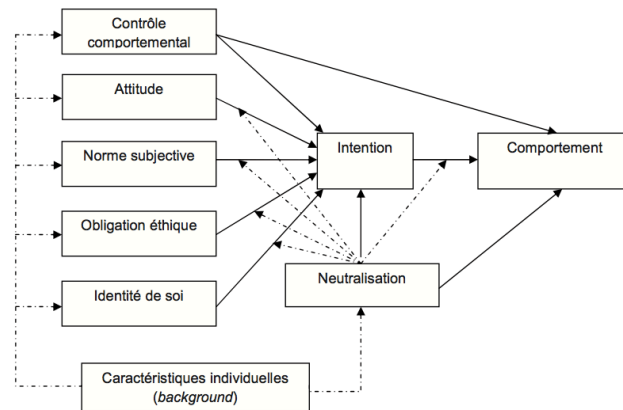 Contrôle
comportemental
Attitude
Norme subjective
Intention
Comportement
Obligation éthique
Neutralisation
Identité de soi
Caractéristiques individuelles
(background)